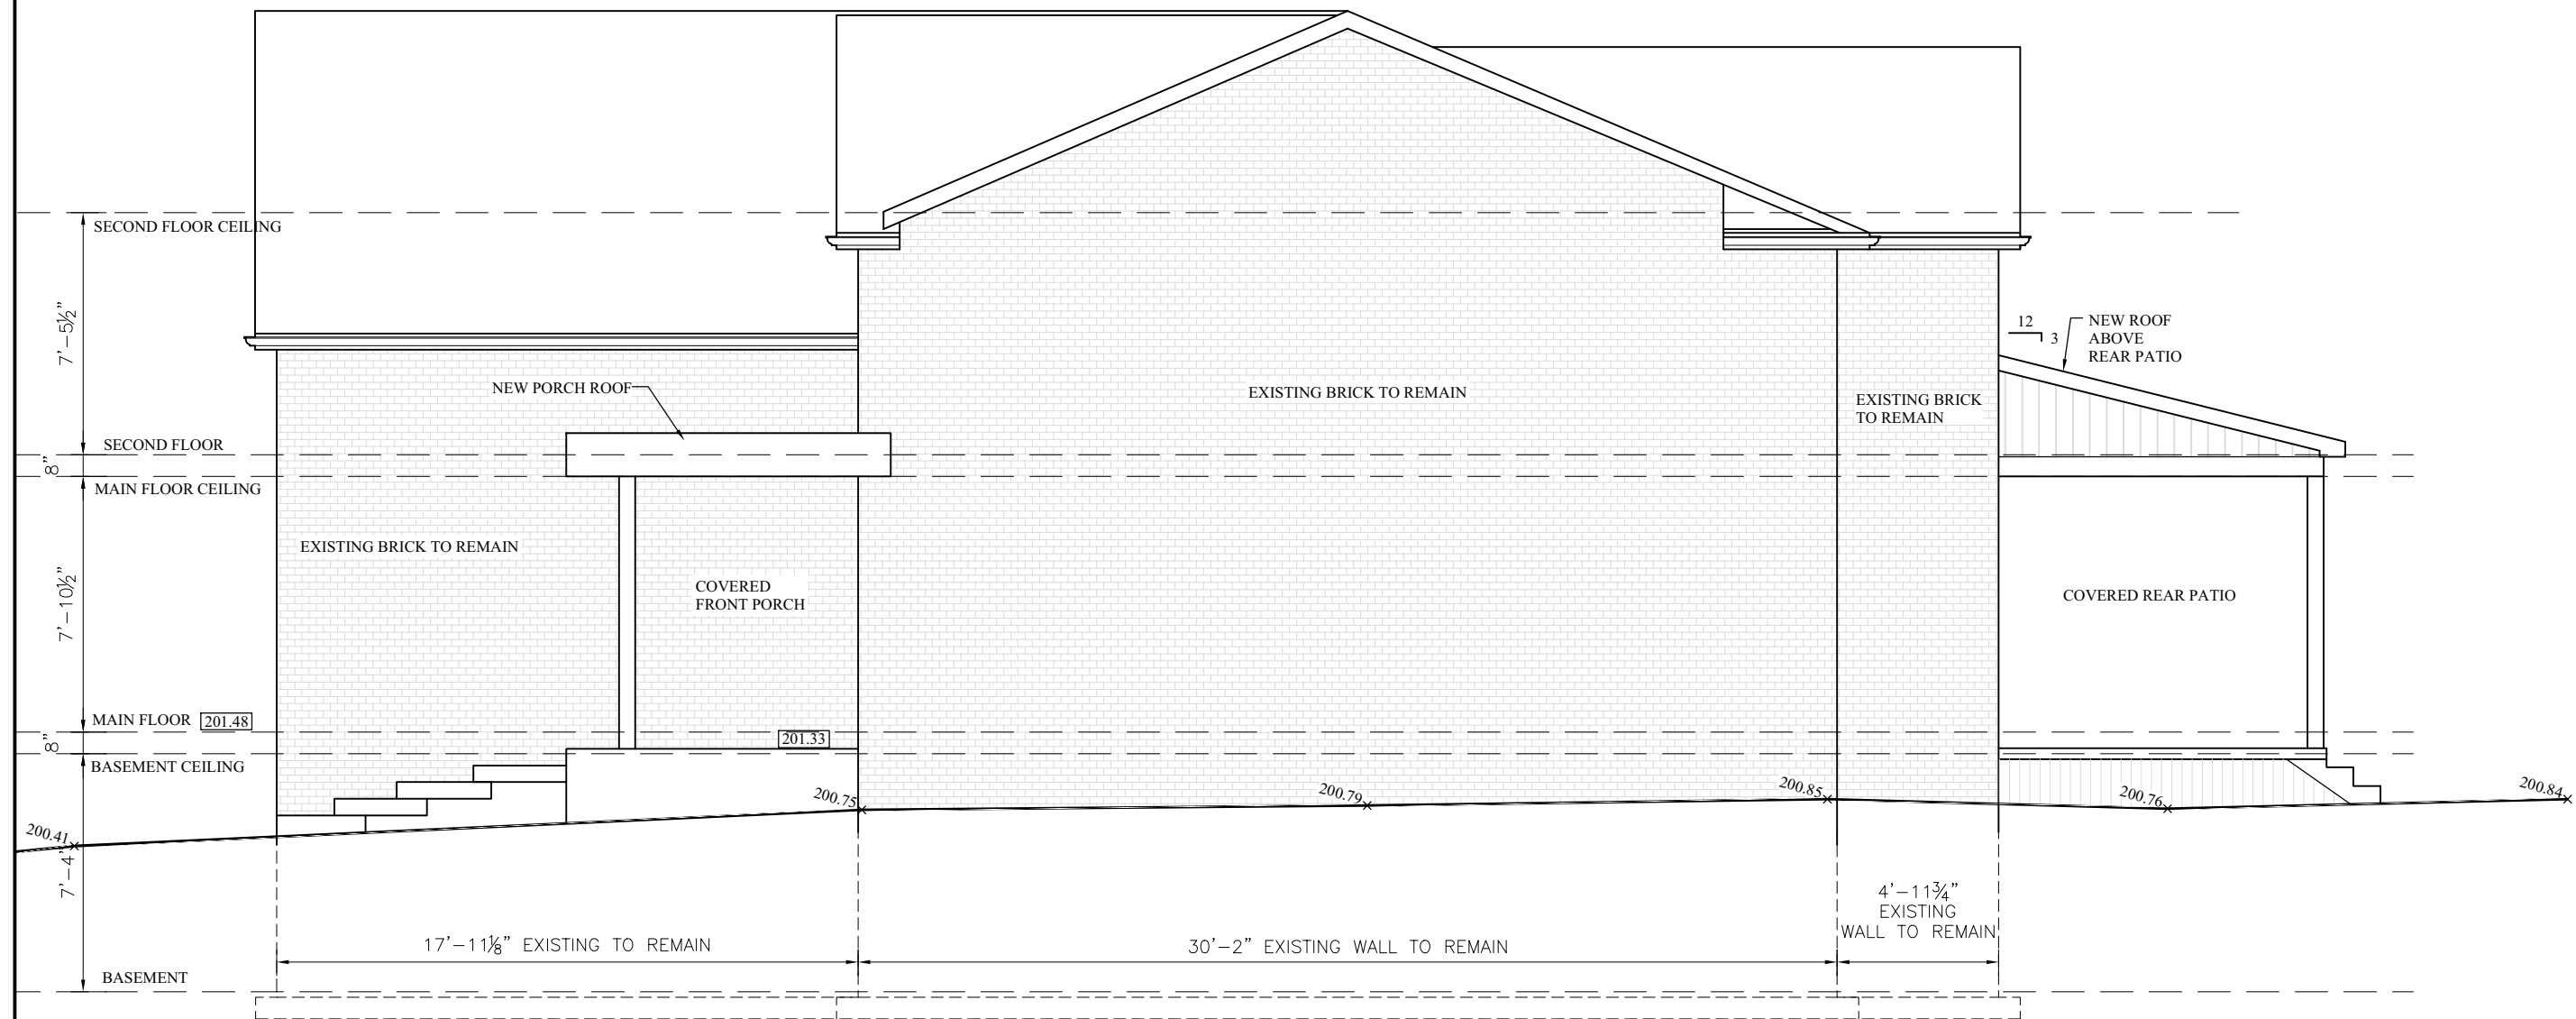 SECOND FLOOR CEILING
7'-5½"
12
3
NEW ROOF
ABOVE
REAR PATIO
NEW PORCH ROOF
EXISTING BRICK TO REMAIN
EXISTING BRICK
TO REMAIN
SECOND FLOOR
8"
MAIN FLOOR CEILING
EXISTING BRICK TO REMAIN
7'-10½"
COVERED
FRONT PORCH
COVERED REAR PATIO
MAIN FLOOR 201.48
201.33
8"
BASEMENT CEILING
200.41
200.75
200.79
200.85
200.76
200.84
7'-4"
17'-11⅛" EXISTING TO REMAIN
30'-2" EXISTING WALL TO REMAIN
4'-11¾"
EXISTING
WALL TO REMAIN
BASEMENT